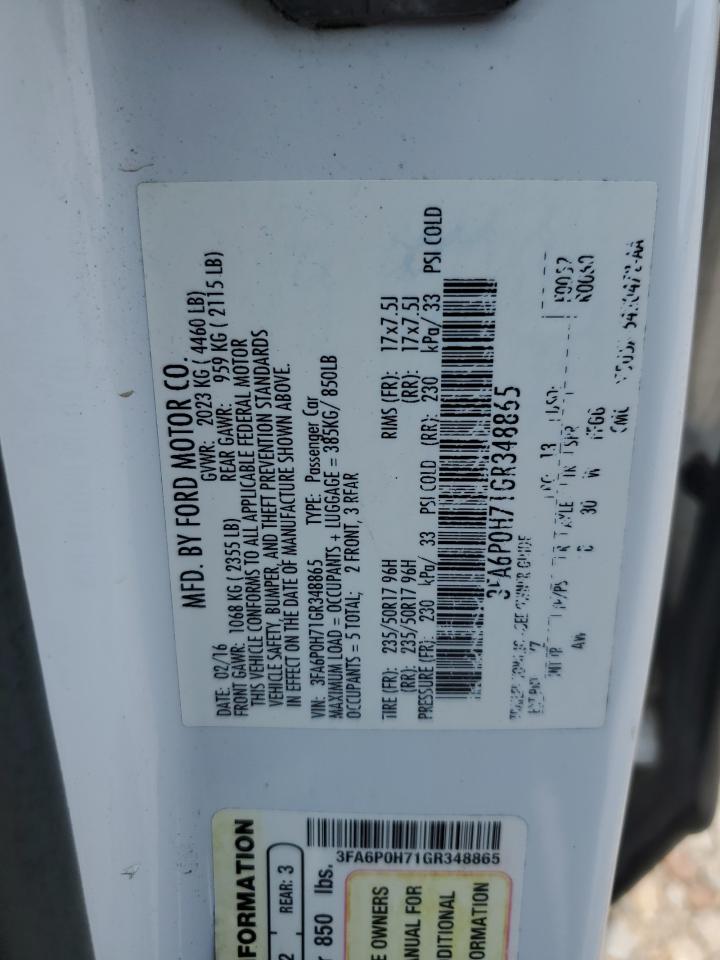 MFD. BY FORD MOTOR CO.
DATE: 02/16 GVWR: 2023 KG ( 4460 LB)
FRONT GAWR: 1068 KG ( 2355 LB) REAR GAWR: 959 KG ( 2115 LB)
THIS VEHICLE CONFORMS TO ALL APPLICABLE FEDERAL MOTOR
VEHICLE SAFETY, BUMPER, AND THEFT PREVENTION STANDARDS
IN EFFECT ON THE DATE OF MANUFACTURE SHOWN ABOVE.
VIN: 3FA6P0H71GR348865 TYPE: Passenger Car
MAXIMUM LOAD = OCCUPANTS + LUGGAGE = 385KG/ 850LB
OCCUPANTS = 5 TOTAL; 2 FRONT, 3 REAR
TIRE (FR): 235/50R17 96H RIMS (FR): 17x7.5J
(RR): 235/50R17 96H (RR): 17x7.5J
PRESSURE (FR): 230 kPa/ 33 PSI COLD (RR): 230 kPa/ 33 PSI COLD
3FA6P0H71GR348865
30
CMC
NFORMATION
2 REAR: 3
850 lbs.
3FA6P0H71GR348865
E OWNERS
ANUAL FOR
DITIONAL
ORMATION